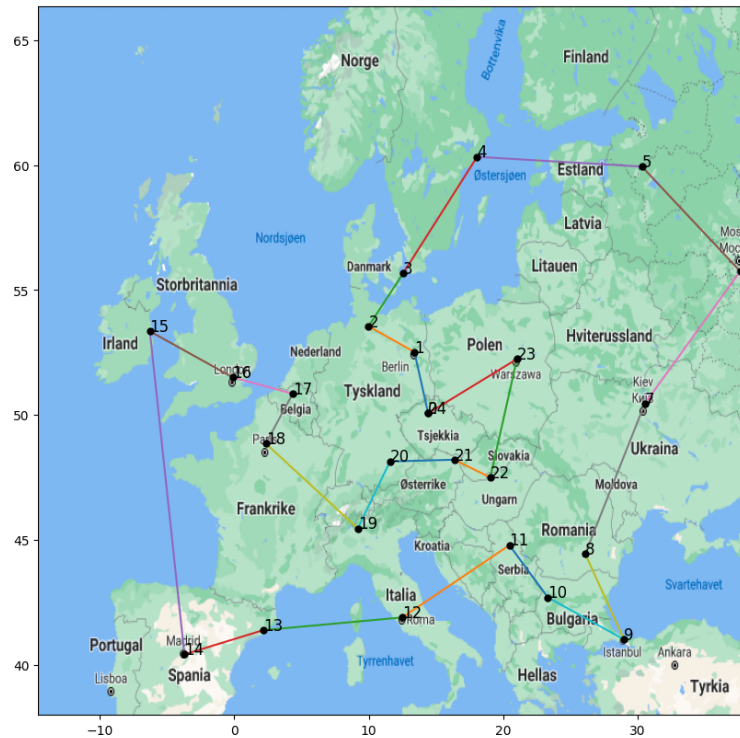 65
60
55
50
45
40
−10
0
10
20
30
Norge
Bottenvika
Finland
4
5
Østersjøen
Estland
Nordsjøen
Latvia
Danmark
3
Litauen
Storbritannia
15
Irland
2
Nederland
1
Berlin
Polen
23
Warszawa
Hviterussland
16
17
Belgia
Tyskland
24
Kiev
7
Ukraina
18
Tsjekkia
20
21
Slovakia
22
Østerrike
Ungarn
Moldova
Frankrike
19
Kroatia
11
Serbia
Romania
8
10
Svartehavet
Italia
12
Roma
13
Bulgaria
9
Istanbul
Portugal
Madrid
14
Spania
Lisboa
Tyrrenhavet
Hellas
Ankara
Tyrkia